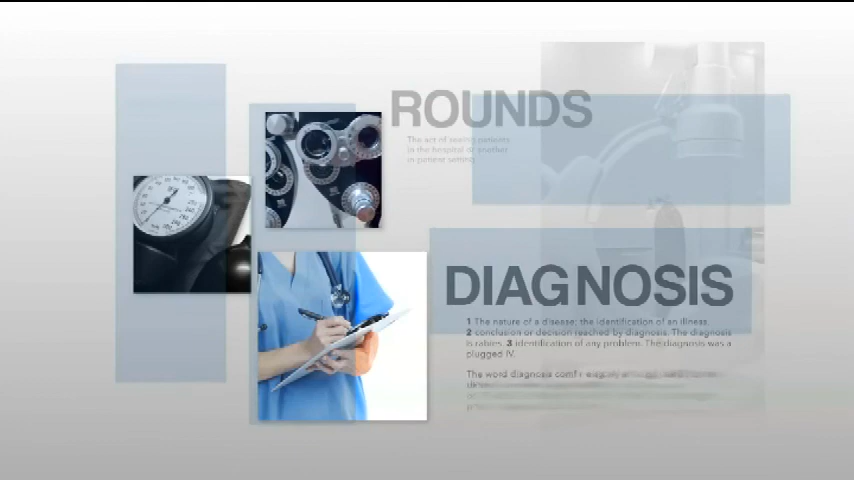 ROUNDS
The act of seeing patients
in the hospital or another
in patient setting
DIAGNOSIS
1 The nature of a disease; the identification of an illness.
2 conclusion or decision reached by diagnosis. The diagnosis
is rabies. 3 identification of any problem. The diagnosis was a
plugged IV.
The word diagnosis